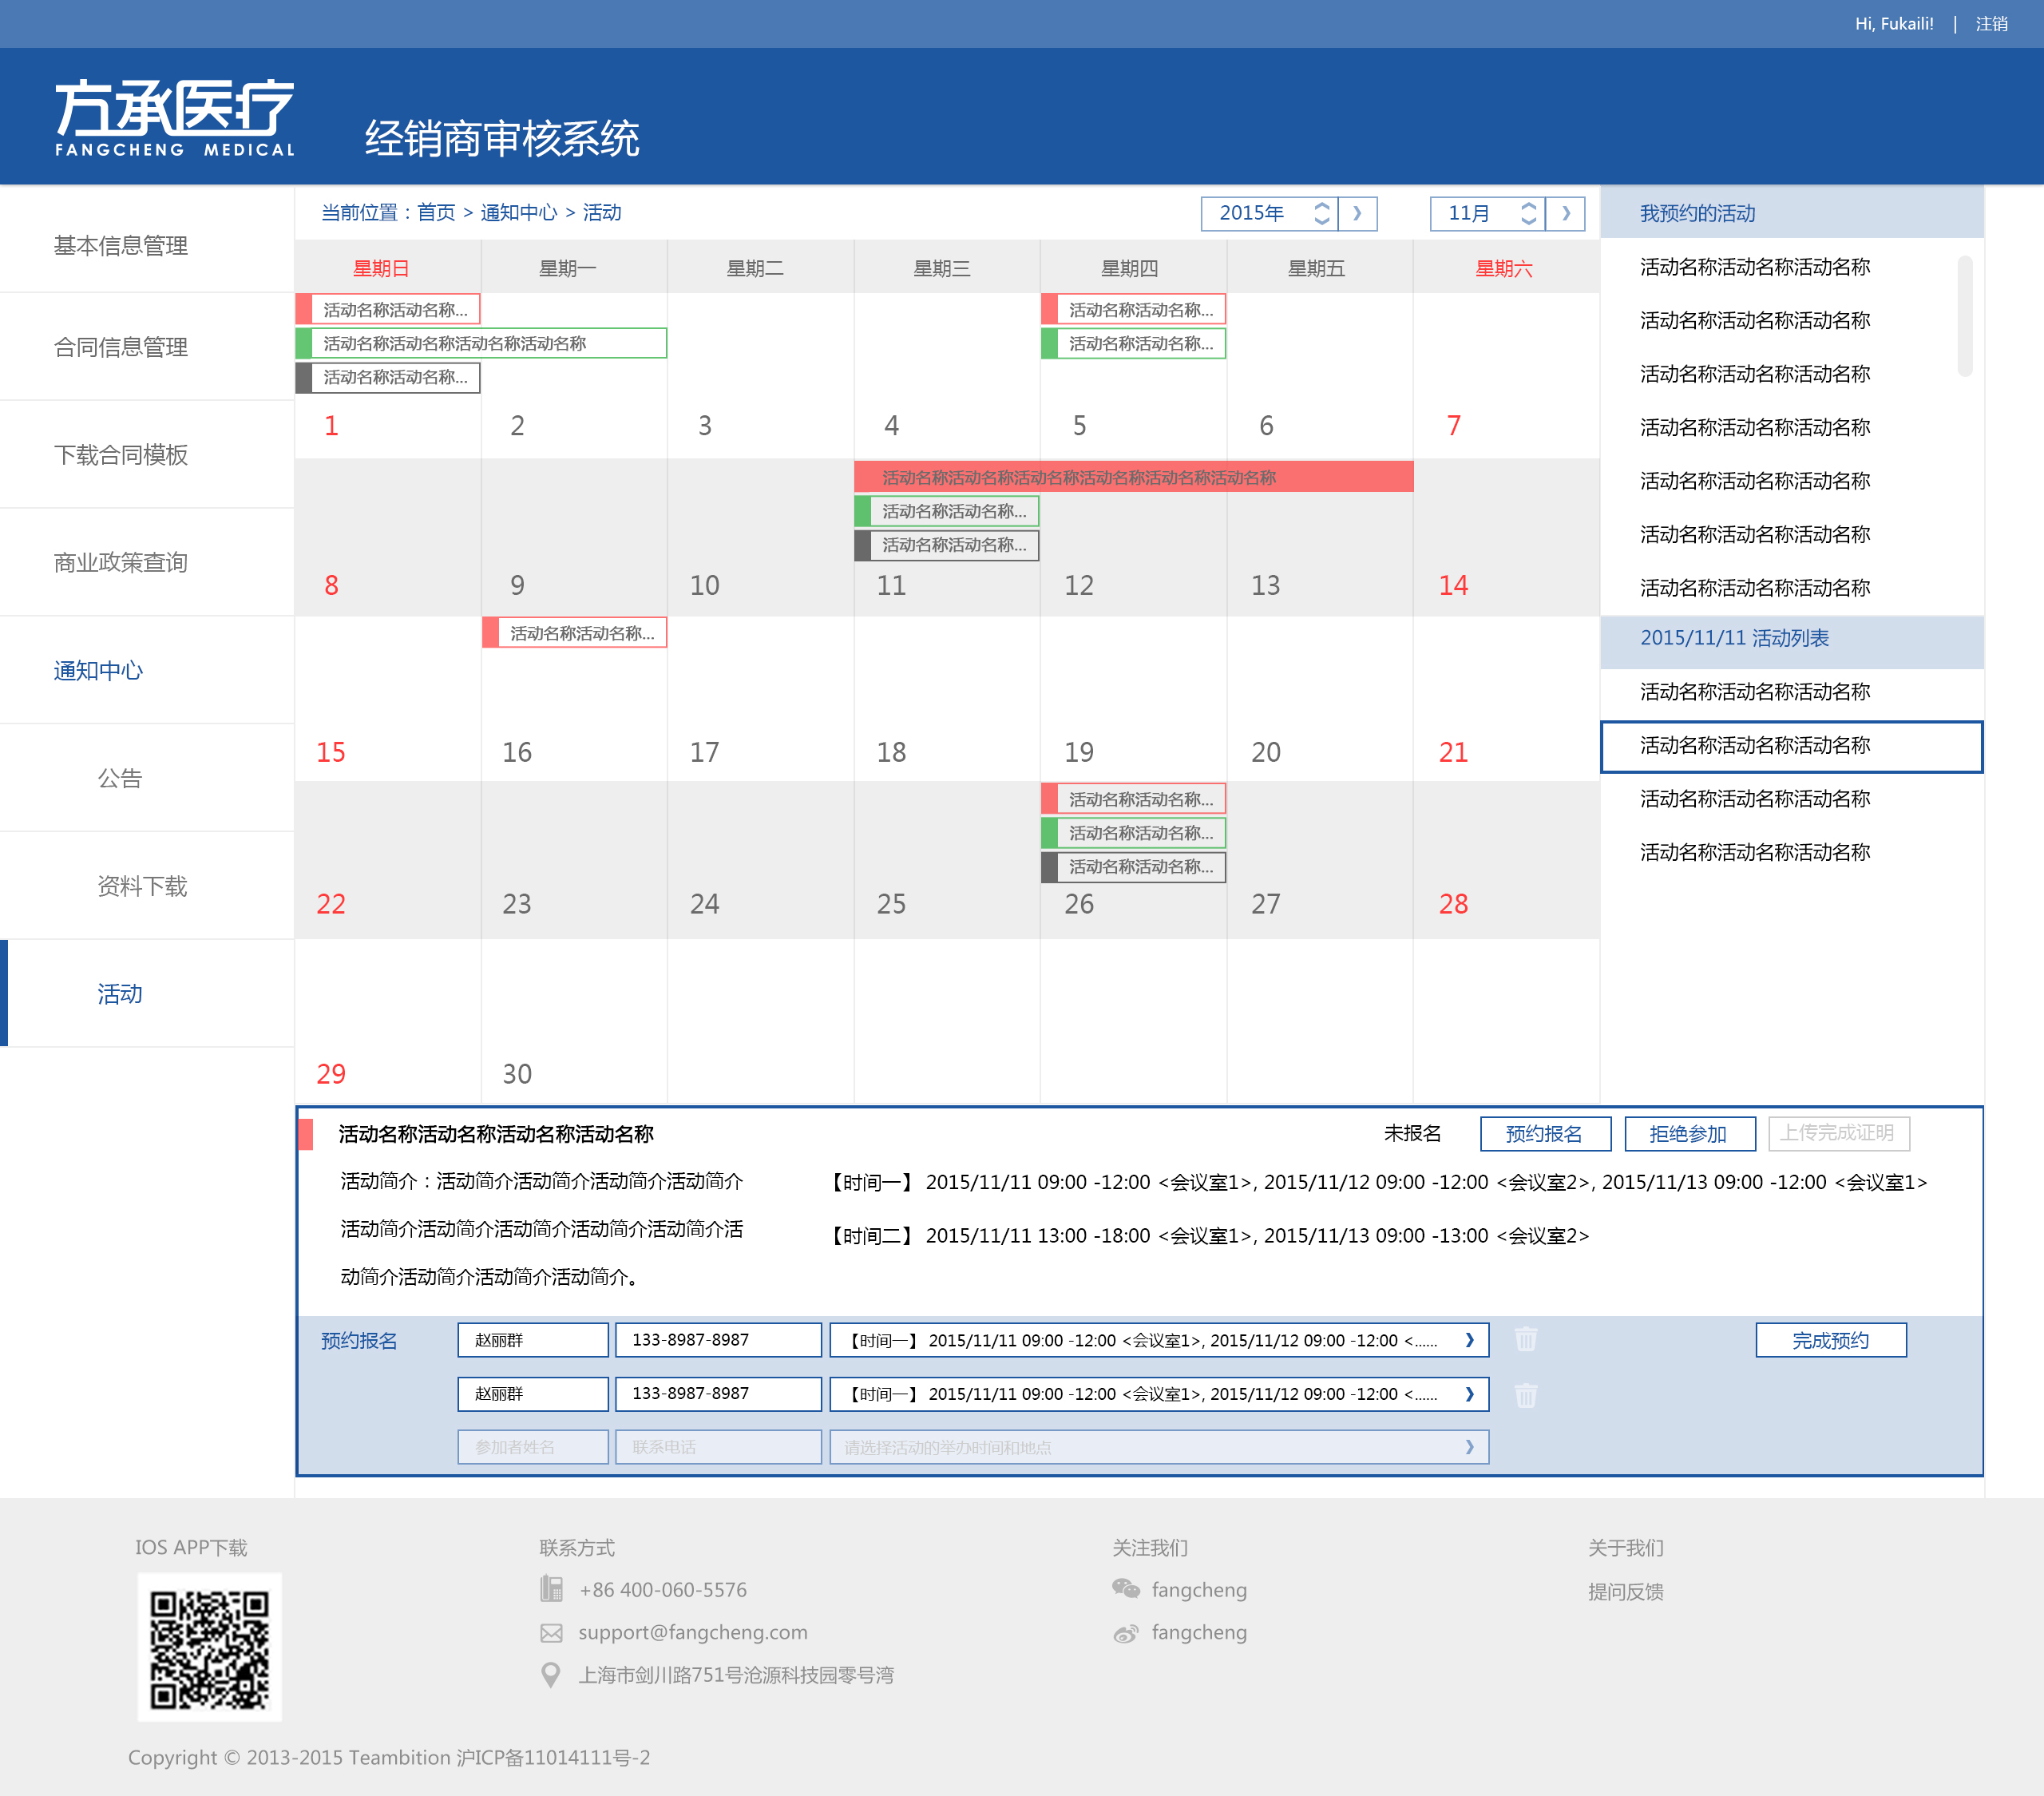 Hi, Fukaili! | 注销
方承医疗
FANGCHENG MEDICAL
经销商审核系统
基本信息管理
合同信息管理
下载合同模板
商业政策查询
通知中心
公告
资料下载
活动
当前位置：首页 > 通知中心 > 活动
2015年
11月
星期日 星期一 星期二 星期三 星期四 星期五 星期六
活动名称活动名称... 活动名称活动名称...
活动名称活动名称活动名称活动名称 活动名称活动名称...
活动名称活动名称...
1 2 3 4 5 6 7
活动名称活动名称活动名称活动名称活动名称活动名称
活动名称活动名称...
活动名称活动名称...
8 9 10 11 12 13 14
活动名称活动名称...
15 16 17 18 19 20 21
活动名称活动名称...
活动名称活动名称...
活动名称活动名称...
22 23 24 25 26 27 28
29 30
我预约的活动
活动名称活动名称活动名称
活动名称活动名称活动名称
活动名称活动名称活动名称
活动名称活动名称活动名称
活动名称活动名称活动名称
活动名称活动名称活动名称
活动名称活动名称活动名称
2015/11/11 活动列表
活动名称活动名称活动名称
活动名称活动名称活动名称
活动名称活动名称活动名称
活动名称活动名称活动名称
活动名称活动名称活动名称活动名称
未报名 预约报名 拒绝参加 上传完成证明
活动简介：活动简介活动简介活动简介活动简介
活动简介活动简介活动简介活动简介活动简介活
动简介活动简介活动简介活动简介。
【时间一】 2015/11/11 09:00 -12:00 <会议室1>, 2015/11/12 09:00 -12:00 <会议室2>, 2015/11/13 09:00 -12:00 <会议室1>
【时间二】 2015/11/11 13:00 -18:00 <会议室1>, 2015/11/13 09:00 -13:00 <会议室2>
预约报名 赵丽群 133-8987-8987 【时间一】 2015/11/11 09:00 -12:00 <会议室1>, 2015/11/12 09:00 -12:00 <...... 完成预约
赵丽群 133-8987-8987 【时间一】 2015/11/11 09:00 -12:00 <会议室1>, 2015/11/12 09:00 -12:00 <......
参加者姓名 联系电话 请选择活动的举办时间和地点
IOS APP下载
联系方式
+86 400-060-5576
support@fangcheng.com
上海市剑川路751号沧源科技园零号湾
关注我们
fangcheng
fangcheng
关于我们
提问反馈
Copyright © 2013-2015 Teambition 沪ICP备11014111号-2